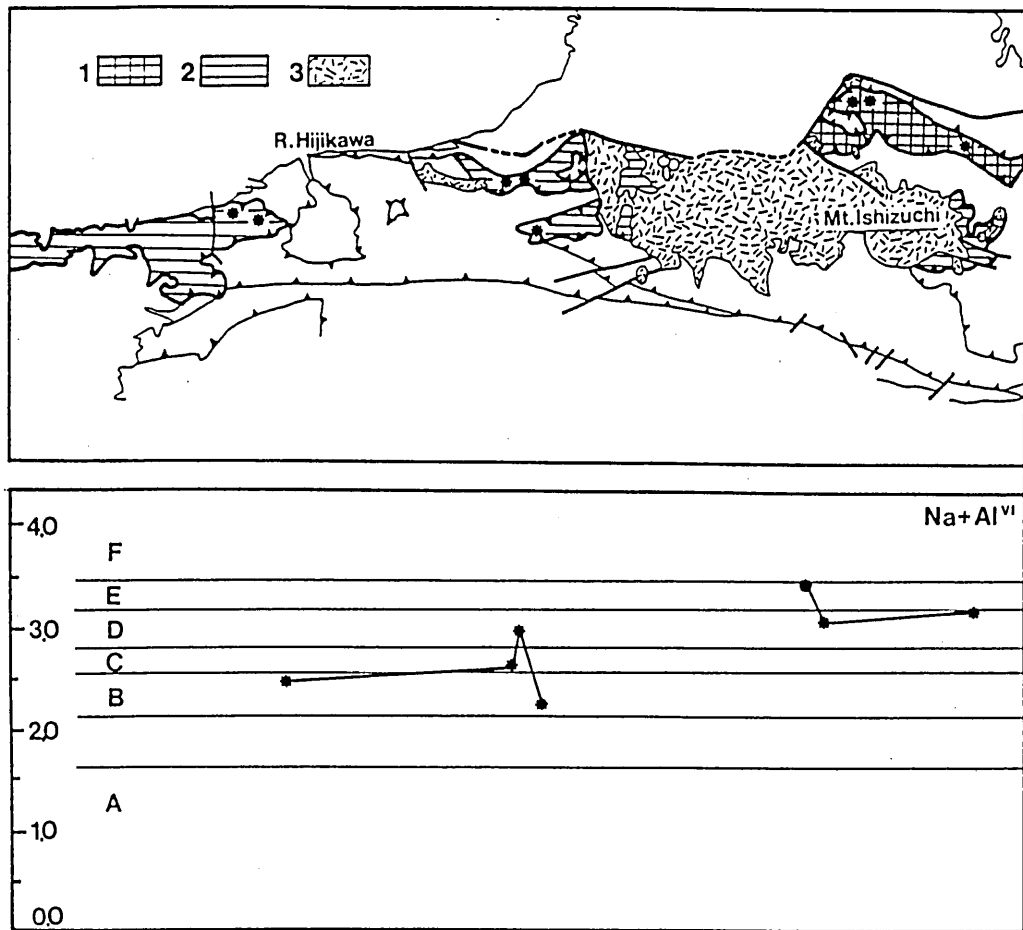 1 2 3
R.Hijikawa
Mt.Ishizuchi
Na+Al^VI
4,0
F
E
3,0
D
C
B
2,0
A
1,0
0,0